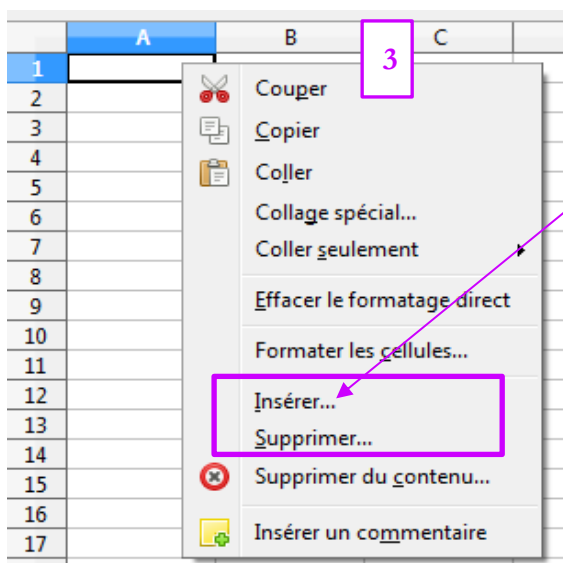 A B C
3
1
2
3
4
5
6
7
8
9
10
11
12
13
14
15
16
17
Couper
Copier
Coller
Collage spécial...
Coller seulement
Effacer le formatage direct
Formater les cellules...
Insérer...
Supprimer...
Supprimer du contenu...
Insérer un commentaire